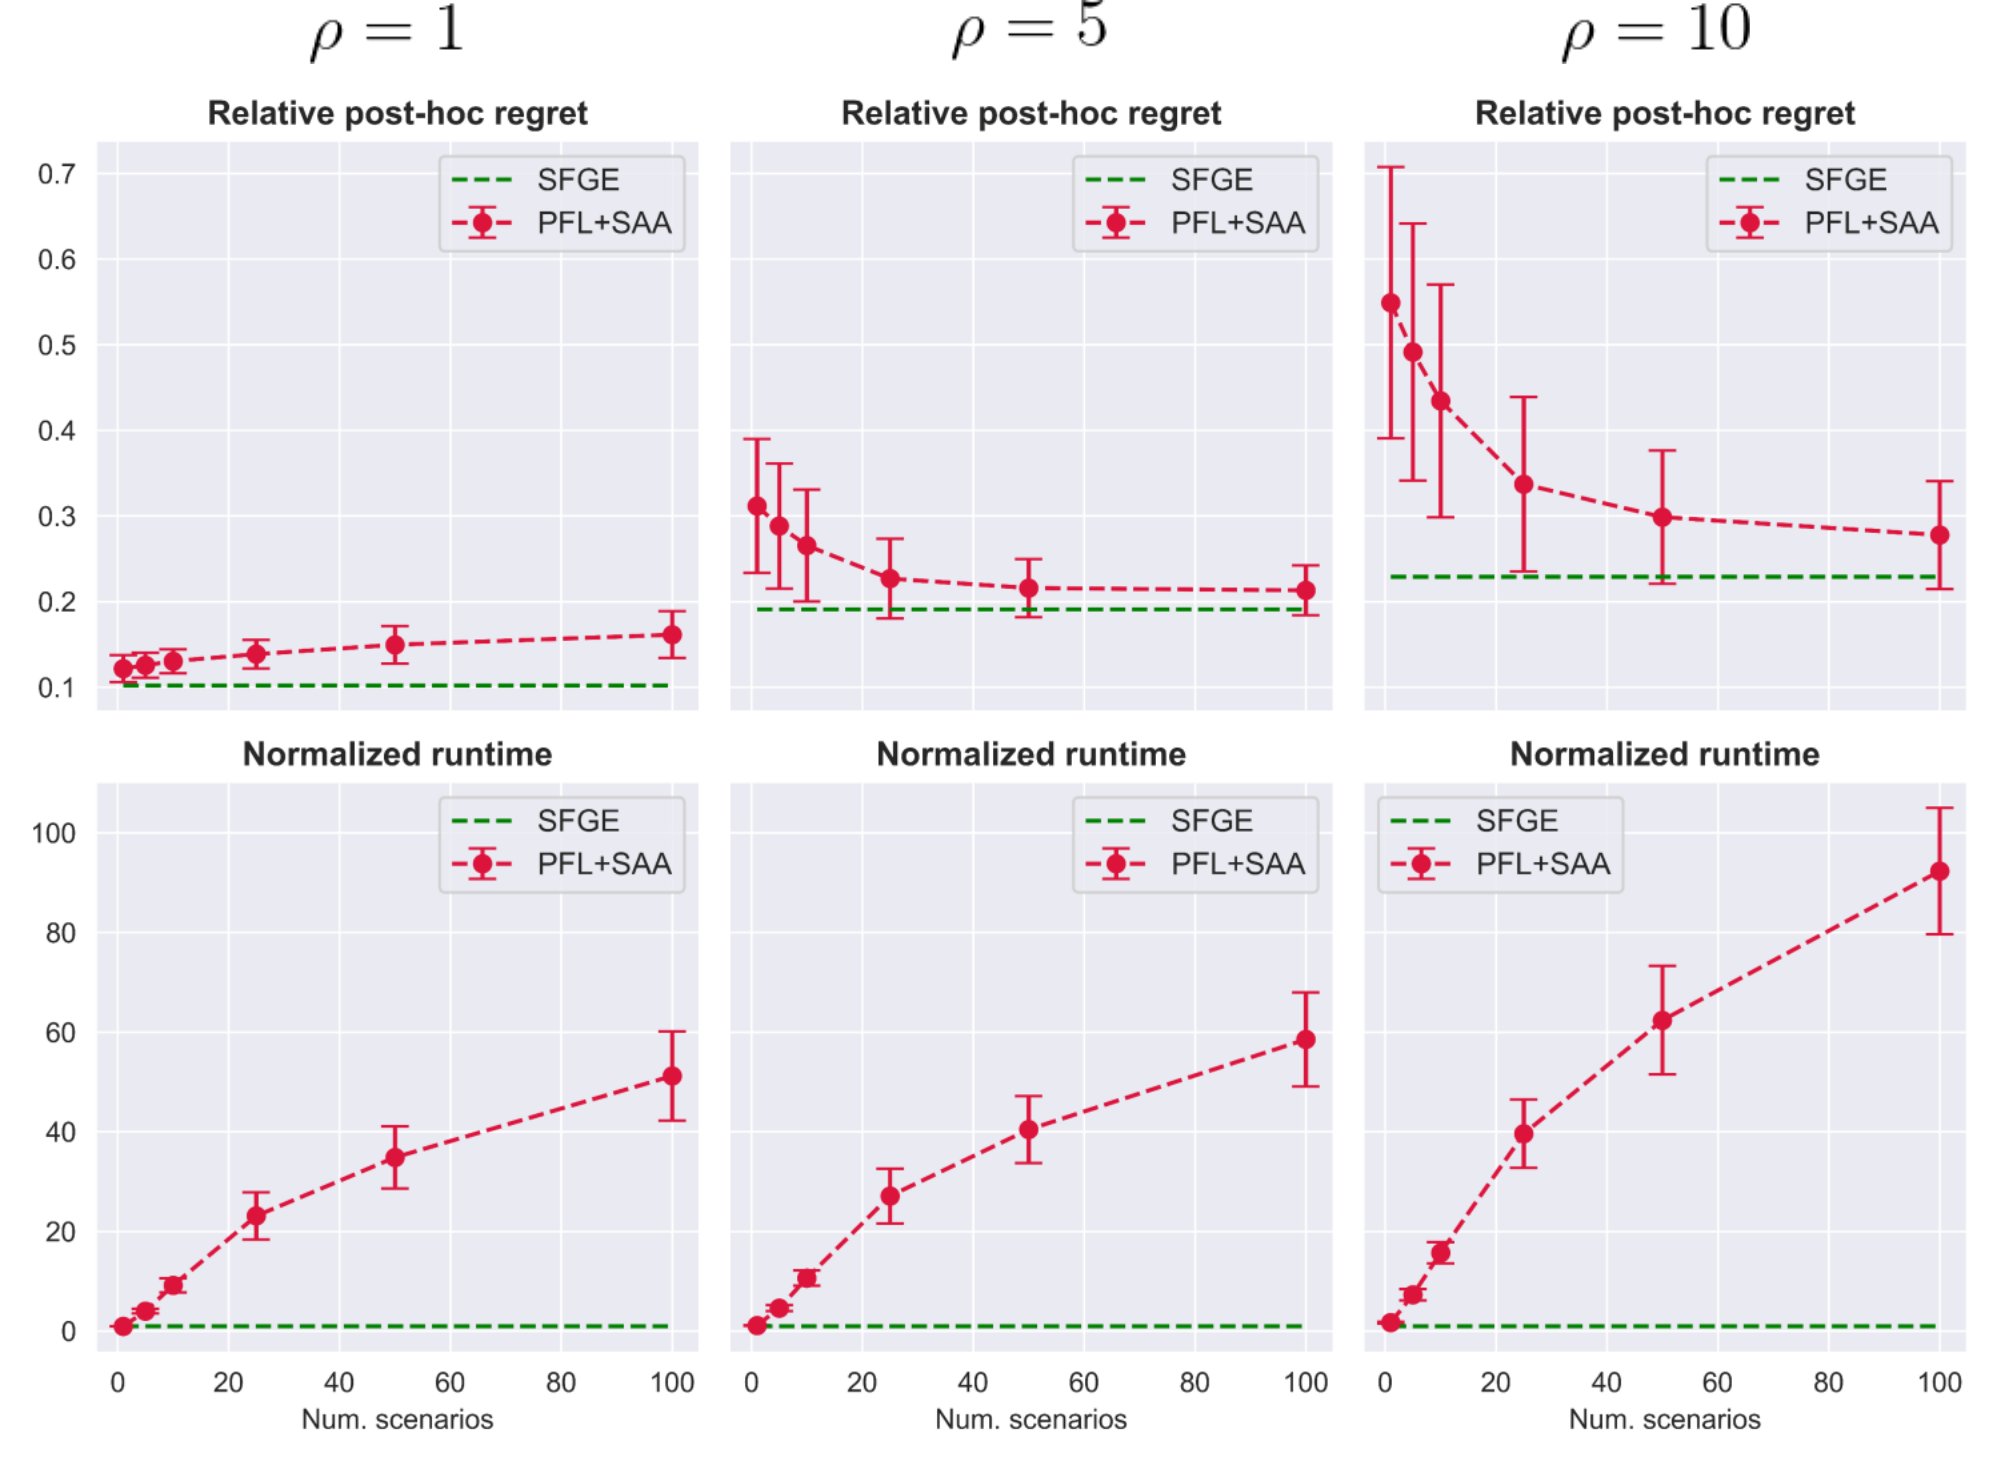 ρ = 1 ρ = 5 ρ = 10
Relative post-hoc regret Relative post-hoc regret Relative post-hoc regret
0.7
0.6
0.5
0.4
0.3
0.2
0.1
SFGE
PFL+SAA
SFGE
PFL+SAA
SFGE
PFL+SAA
Normalized runtime Normalized runtime Normalized runtime
100
80
60
40
20
0
SFGE
PFL+SAA
SFGE
PFL+SAA
SFGE
PFL+SAA
0 20 40 60 80 100 0 20 40 60 80 100 0 20 40 60 80 100
Num. scenarios Num. scenarios Num. scenarios